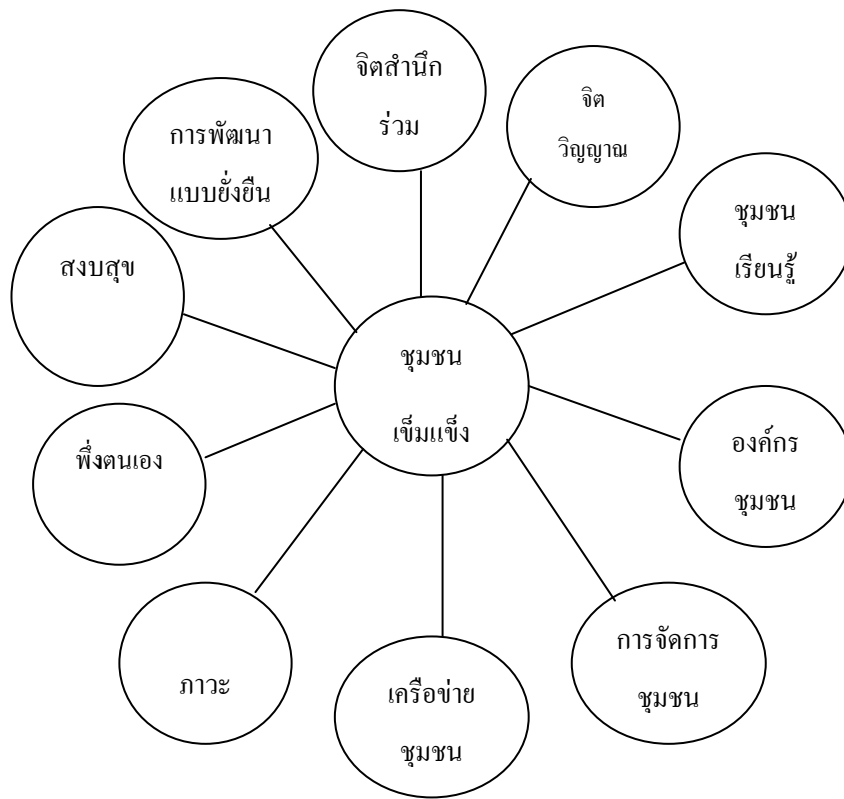 จิตสำนึก
ร่วม
จิต
วิญญาณ
ชุมชน
เรียนรู้
องค์กร
ชุมชน
การจัดการ
ชุมชน
เครือข่าย
ชุมชน
ภาวะ
พึ่งตนเอง
สงบสุข
การพัฒนา
แบบยั่งยืน
ชุมชน
เข็มแข็ง